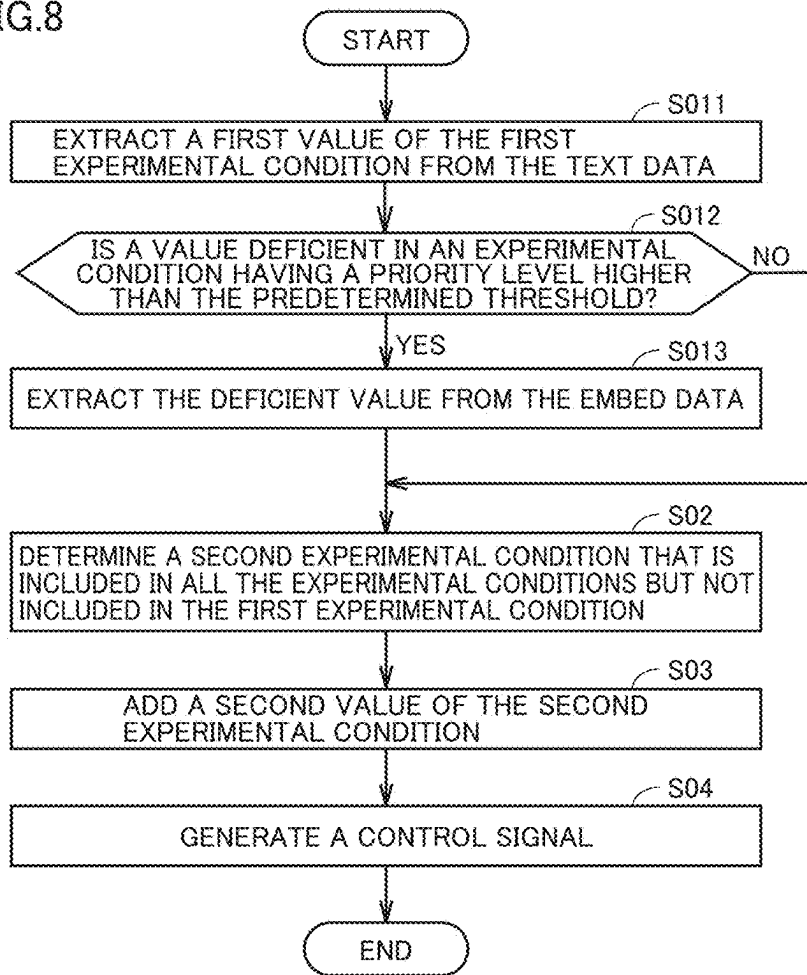 IG.8
START
S011
EXTRACT A FIRST VALUE OF THE FIRST
EXPERIMENTAL CONDITION FROM THE TEXT DATA
S012
IS A VALUE DEFICIENT IN AN EXPERIMENTAL
CONDITION HAVING A PRIORITY LEVEL HIGHER
THAN THE PREDETERMINED THRESHOLD?
NO
YES
S013
EXTRACT THE DEFICIENT VALUE FROM THE EMBED DATA
S02
DETERMINE A SECOND EXPERIMENTAL CONDITION THAT IS
INCLUDED IN ALL THE EXPERIMENTAL CONDITIONS BUT NOT
INCLUDED IN THE FIRST EXPERIMENTAL CONDITION
S03
ADD A SECOND VALUE OF THE SECOND
EXPERIMENTAL CONDITION
S04
GENERATE A CONTROL SIGNAL
END